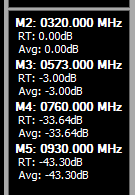 M2: 0320.000 MHz
RT: 0.00dB
Avg: 0.00dB
M3: 0573.000 MHz
RT: -3.00dB
Avg: -3.00dB
M4: 0760.000 MHz
RT: -33.64dB
Avg: -33.64dB
M5: 0930.000 MHz
RT: -43.30dB
Avg: -43.30dB